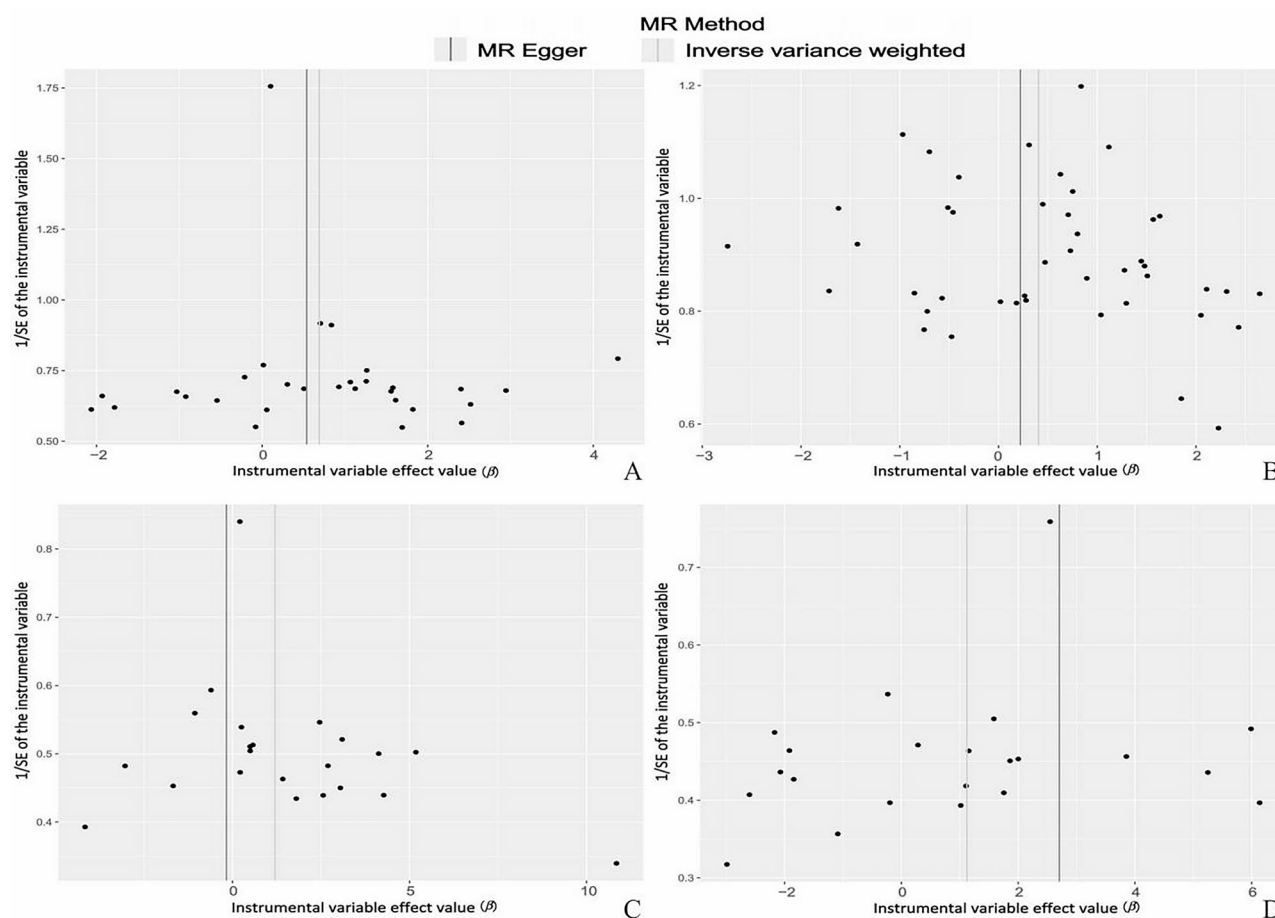 MR Method
MR Egger Inverse variance weighted
1/SE of the instrumental variable
1.75
1.50
1.25
1.00
0.75
0.50
−2 0 2 4
Instrumental variable effect value (β)
A
1/SE of the instrumental variable
1.2
1.0
0.8
0.6
−3 −2 −1 0 1 2
Instrumental variable effect value (β)
B
1/SE of the instrumental variable
0.8
0.7
0.6
0.5
0.4
0 5 10
Instrumental variable effect value (β)
C
1/SE of the instrumental variable
0.7
0.6
0.5
0.4
0.3
−2 0 2 4 6
Instrumental variable effect value (β)
D